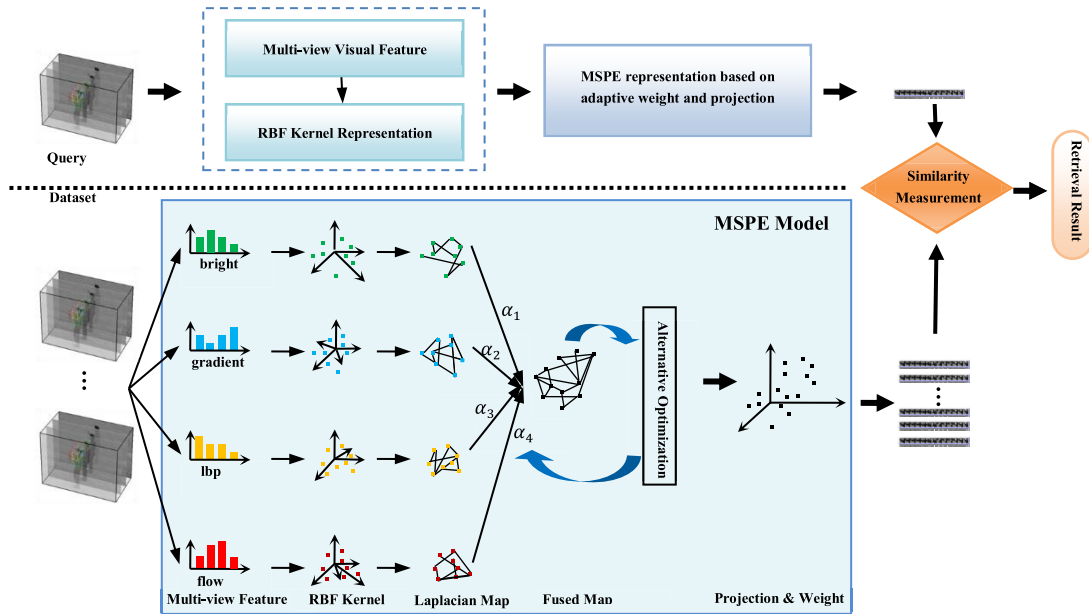 Multi-view Visual Feature
RBF Kernel Representation
MSPE representation based on
adaptive weight and projection
Query
Similarity
Measurement
Retrieval Result
Dataset
MSPE Model
bright
α1
gradient
α2
α3
α4
Alternative Optimization
...
...
lbp
flow
Multi-view Feature
RBF Kernel
Laplacian Map
Fused Map
Projection & Weight